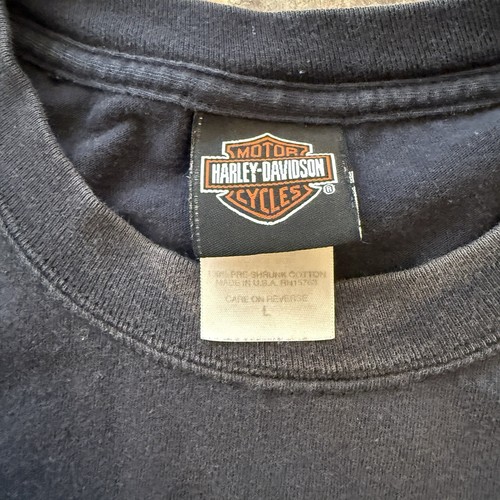 MOTOR
HARLEY-DAVIDSON
CYCLES
®
PRE-SHRUNK COTTON
MADE IN U.S.A.
CARE ON REVERSE
L